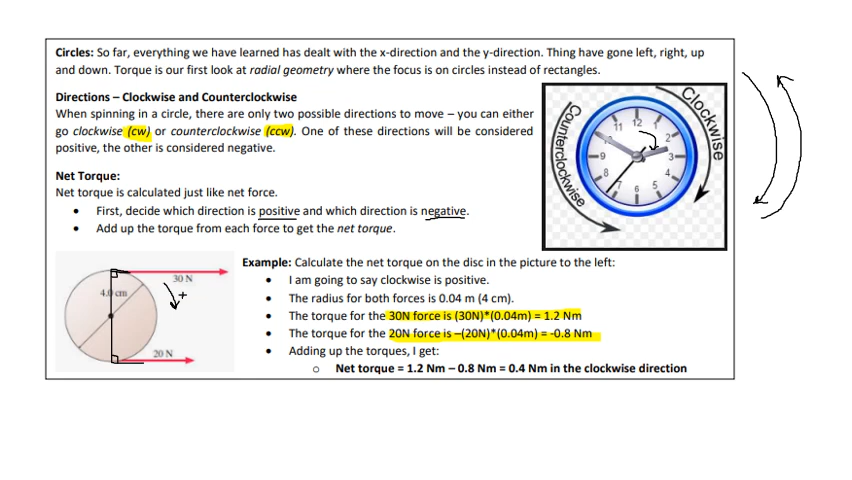 Circles: So far, everything we have learned has dealt with the x-direction and the y-direction. Thing have gone left, right, up
and down. Torque is our first look at radial geometry where the focus is on circles instead of rectangles.
Directions – Clockwise and Counterclockwise
When spinning in a circle, there are only two possible directions to move – you can either
go clockwise (cw) or counterclockwise (ccw). One of these directions will be considered
positive, the other is considered negative.
Counterclockwise
Clockwise
11 12 1
2
9 3
8 4
7 6 5
Net Torque:
Net torque is calculated just like net force.
• First, decide which direction is positive and which direction is negative.
• Add up the torque from each force to get the net torque.
30 N
4.0 cm
+
20 N
Example: Calculate the net torque on the disc in the picture to the left:
• I am going to say clockwise is positive.
• The radius for both forces is 0.04 m (4 cm).
• The torque for the 30N force is (30N)*(0.04m) = 1.2 Nm
• The torque for the 20N force is –(20N)*(0.04m) = -0.8 Nm
• Adding up the torques, I get:
o Net torque = 1.2 Nm – 0.8 Nm = 0.4 Nm in the clockwise direction